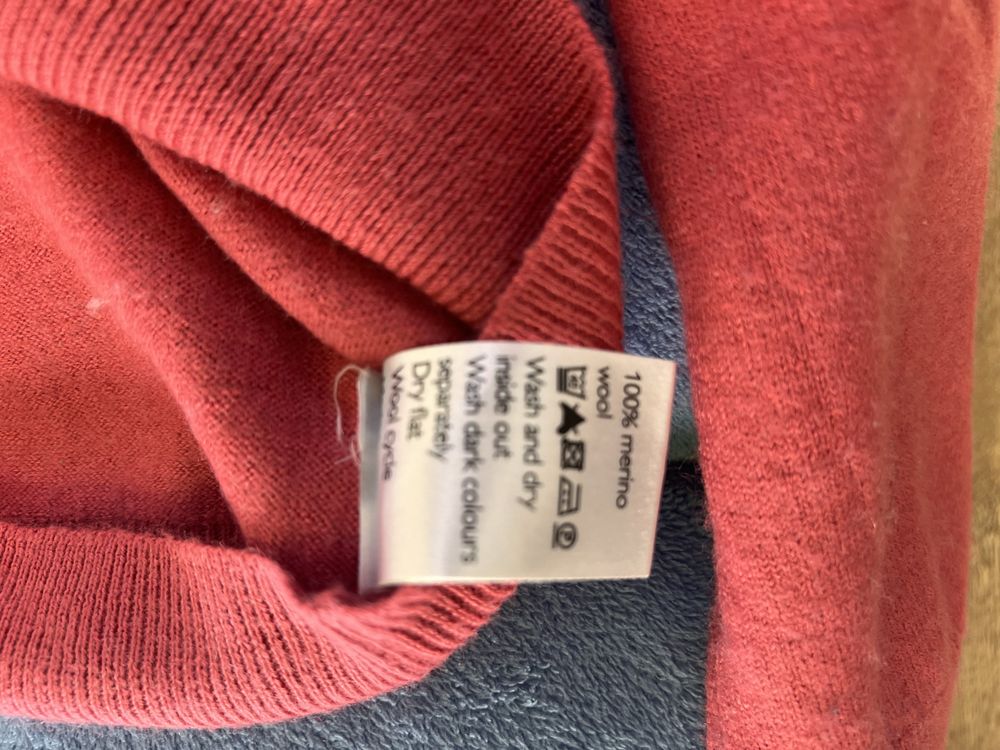 100% merino
wool
Wash and dry
inside out
Wash dark colours
separately
Dry flat
Wool cycle